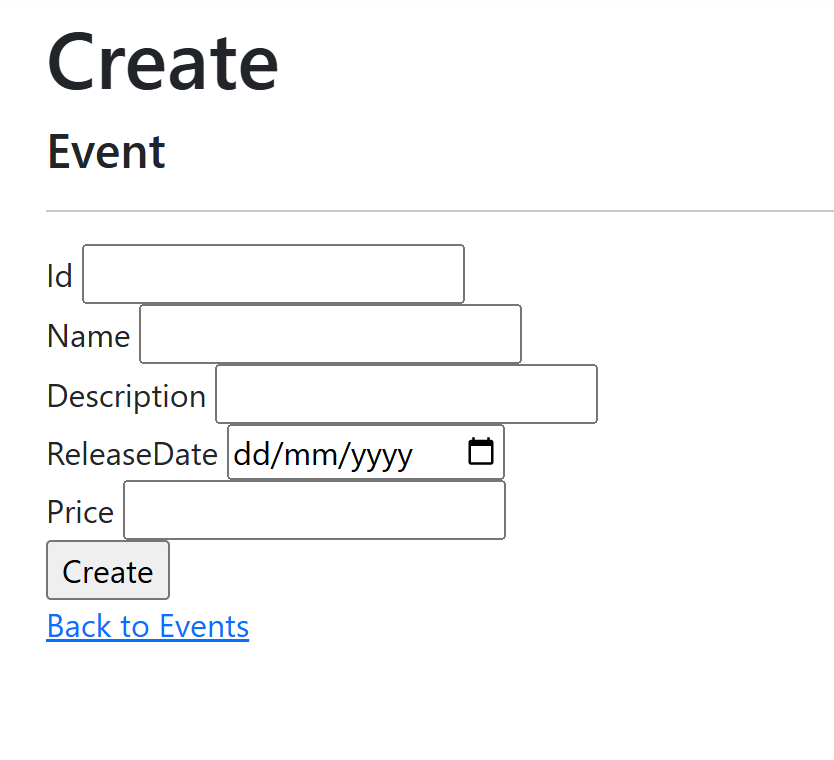 Create
Event
Id
Name
Description
ReleaseDate dd/mm/yyyy
Price
Create
Back to Events